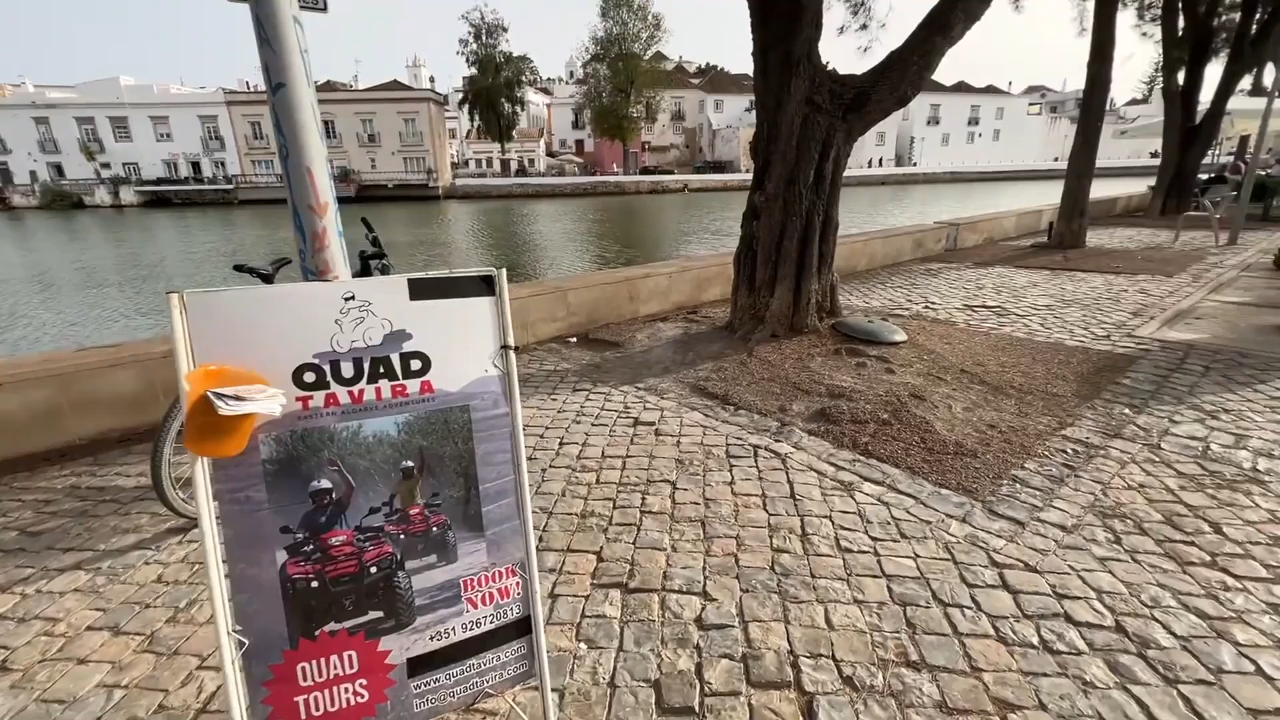 QUAD
TAVIRA
EASTERN ALGARVE ADVENTURES
BOOK
NOW!
+351 926720813
www.quadtavira.com
info@quadtavira.com
QUAD
TOURS